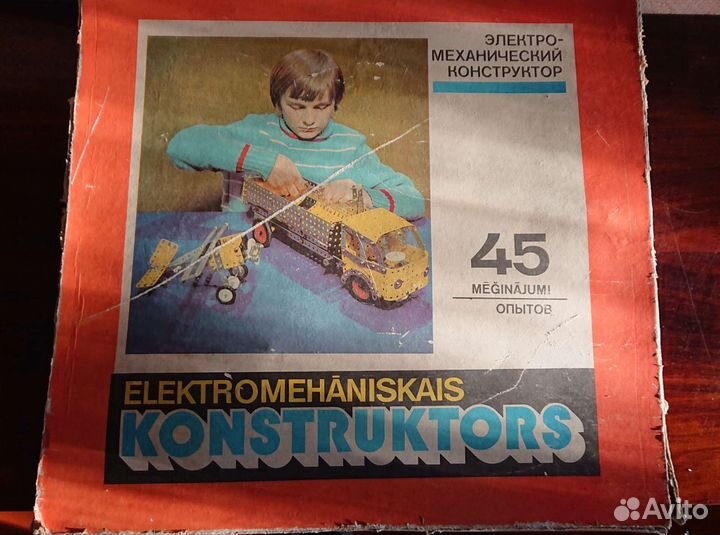 ЭЛЕКТРО-
МЕХАНИЧЕСКИЙ
КОНСТРУКТОР
45
MĒĢINĀJUMI
ОПЫТОВ
ELEKTROMEHĀNISKAIS
KONSTRUKTORS
Avito